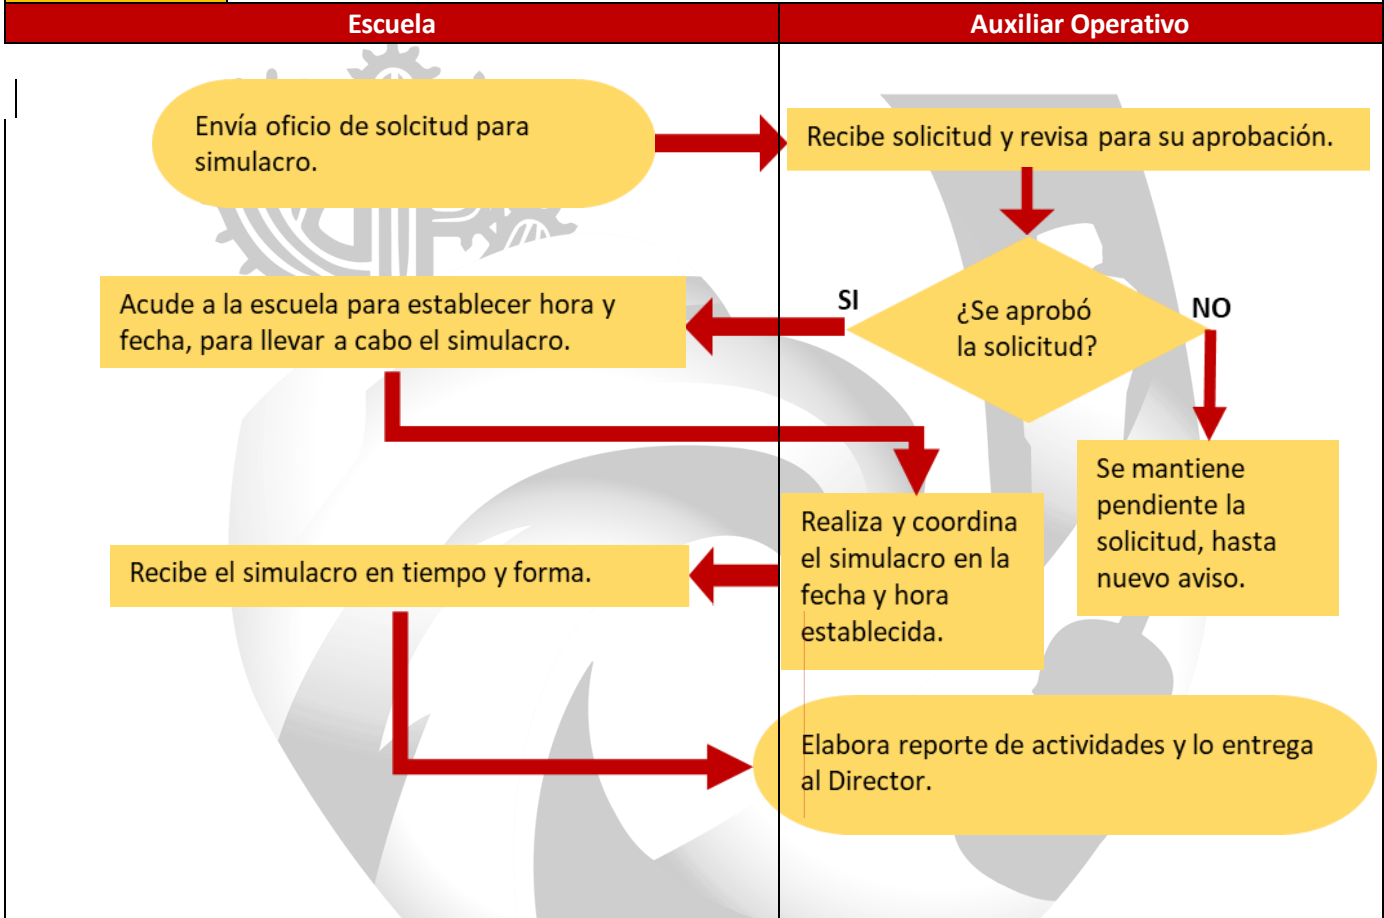 Escuela
Auxiliar Operativo
Envía oficio de solcitud para
simulacro.
Recibe solicitud y revisa para su aprobación.
¿Se aprobó
la solicitud?
SI
NO
Acude a la escuela para establecer hora y
fecha, para llevar a cabo el simulacro.
Se mantiene
pendiente la
solicitud, hasta
nuevo aviso.
Realiza y coordina
el simulacro en la
fecha y hora
establecida.
Recibe el simulacro en tiempo y forma.
Elabora reporte de actividades y lo entrega
al Director.